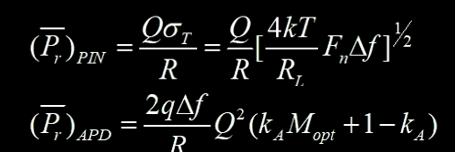 (P̅_r)_PIN = Qσ_T / R = Q / R [4kT / R_L F_n Δf]^½
(P̅_r)_APD = 2qΔf / R Q² (k_A M_opt + 1 − k_A)